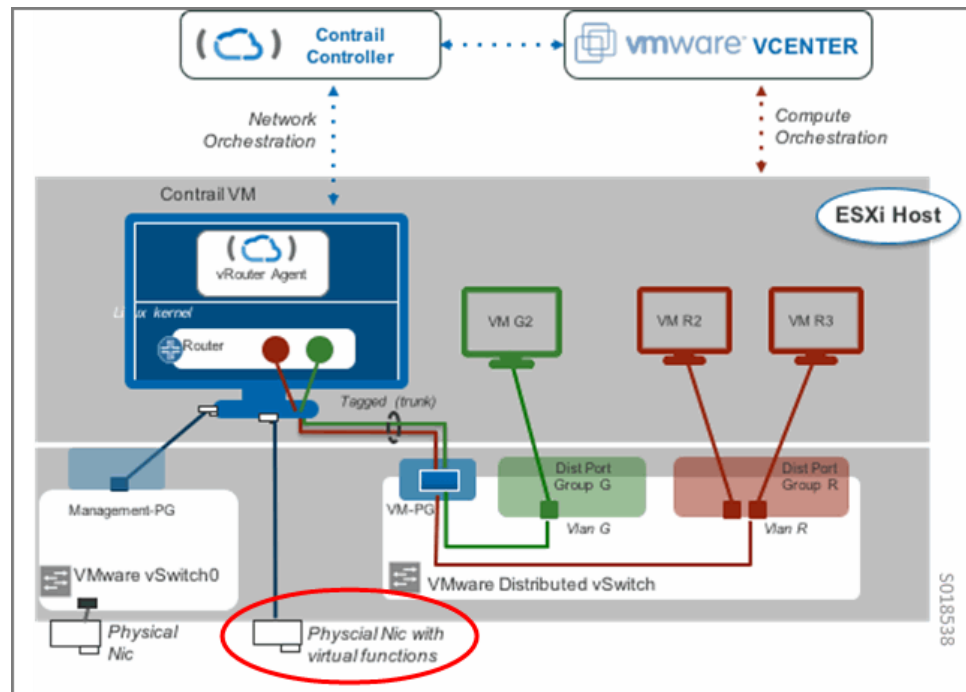 Contrail
Controller
vmware VCENTER
Network
Orchestration
Compute
Orchestration
Contrail VM
ESXi Host
vRouter Agent
Linux kernel
Router
VM G2
VM R2
VM R3
Tagged (trunk)
Dist Port
Group G
Dist Port
Group R
Management-PG
VM-PG
Vlan G
Vlan R
VMware vSwitch0
VMware Distributed vSwitch
Physical
Nic
Physcial Nic with
virtual functions
S018538